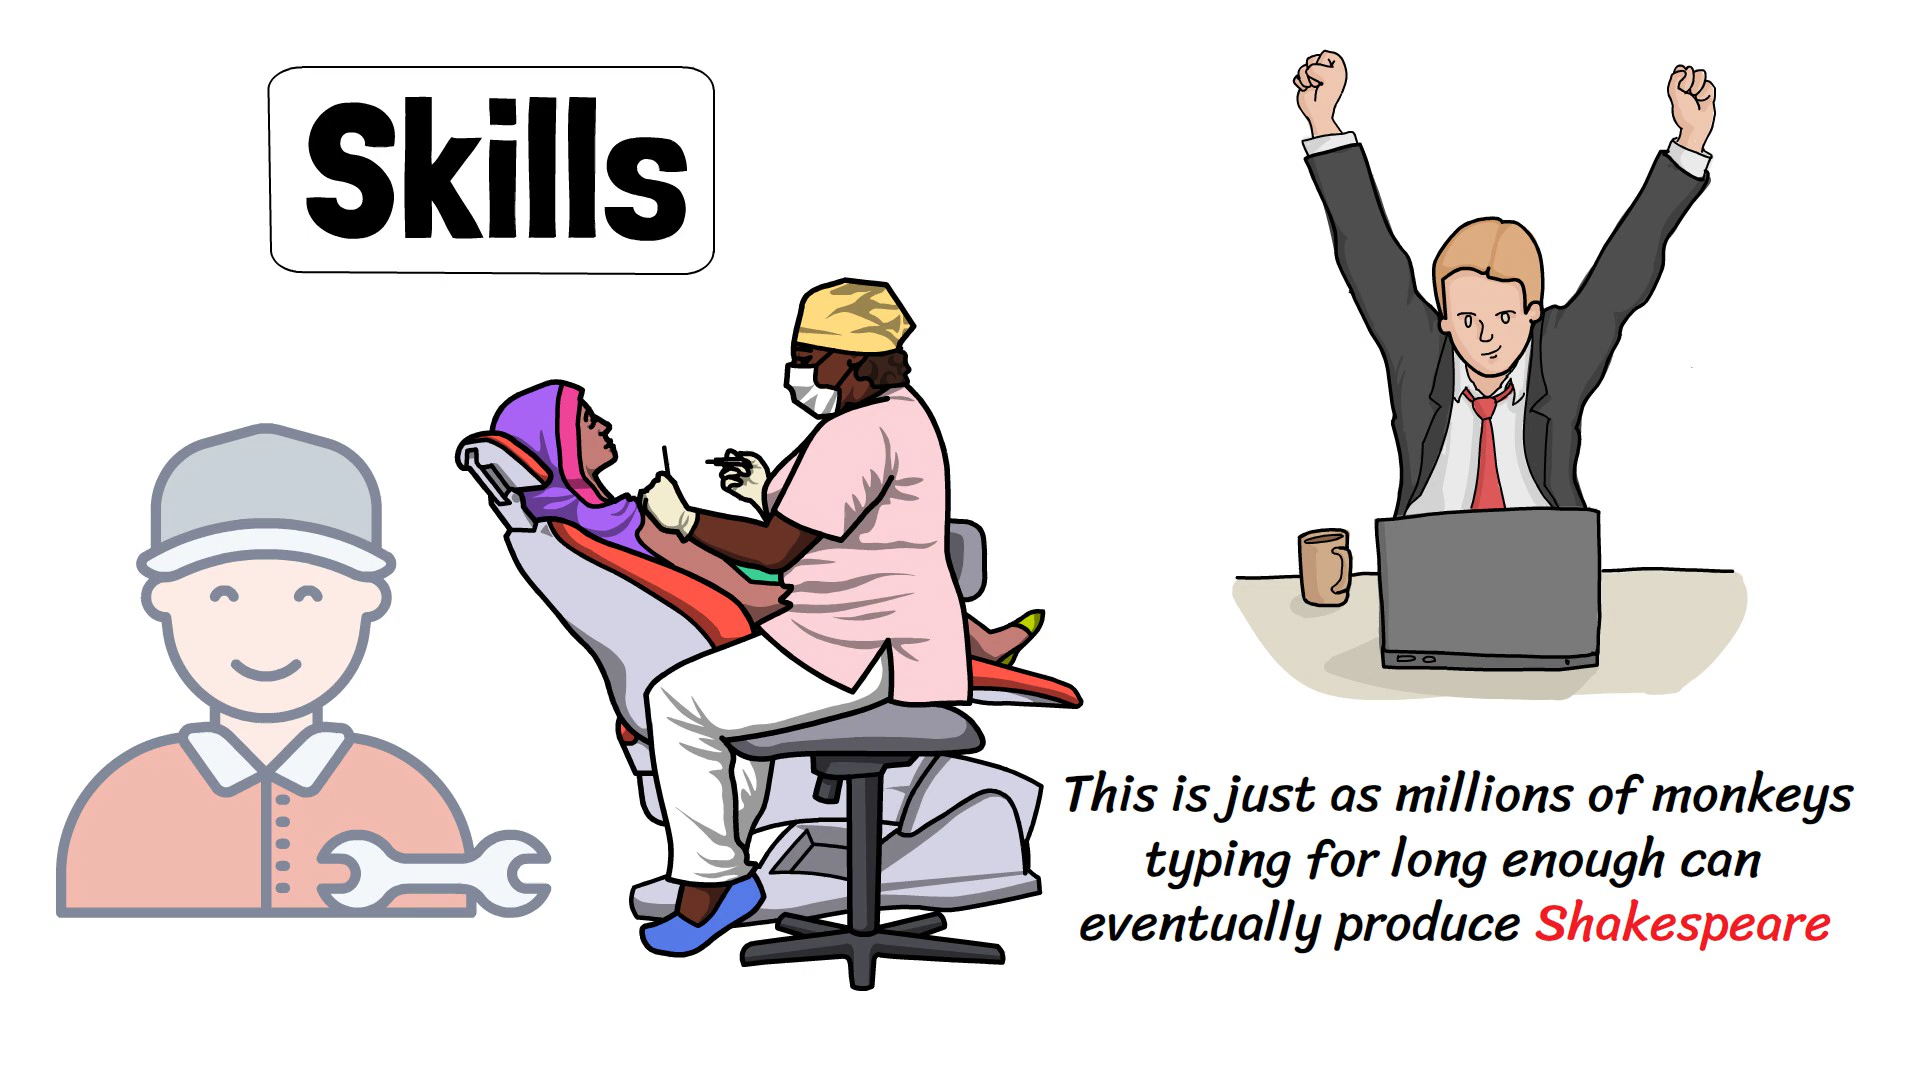 Skills
This is just as millions of monkeys
typing for long enough can
eventually produce Shakespeare